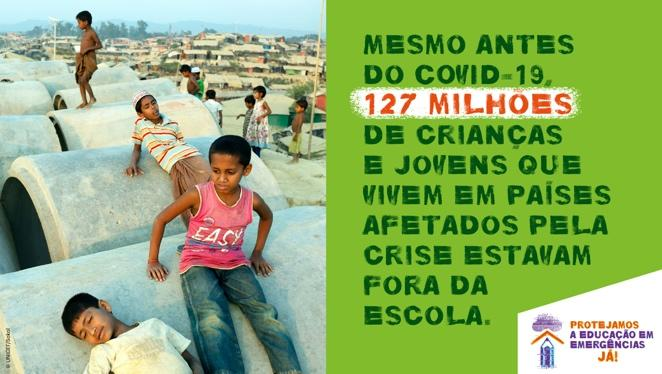 MESMO ANTES
DO COVID-19,
127 MILHÕES
DE CRIANÇAS
E JOVENS QUE
VIVEM EM PAÍSES
AFETADOS PELA
CRISE ESTAVAM
FORA DA
ESCOLA.
EASY
PROTEJAMOS
A EDUCAÇÃO EM
EMERGÊNCIAS
JÁ!